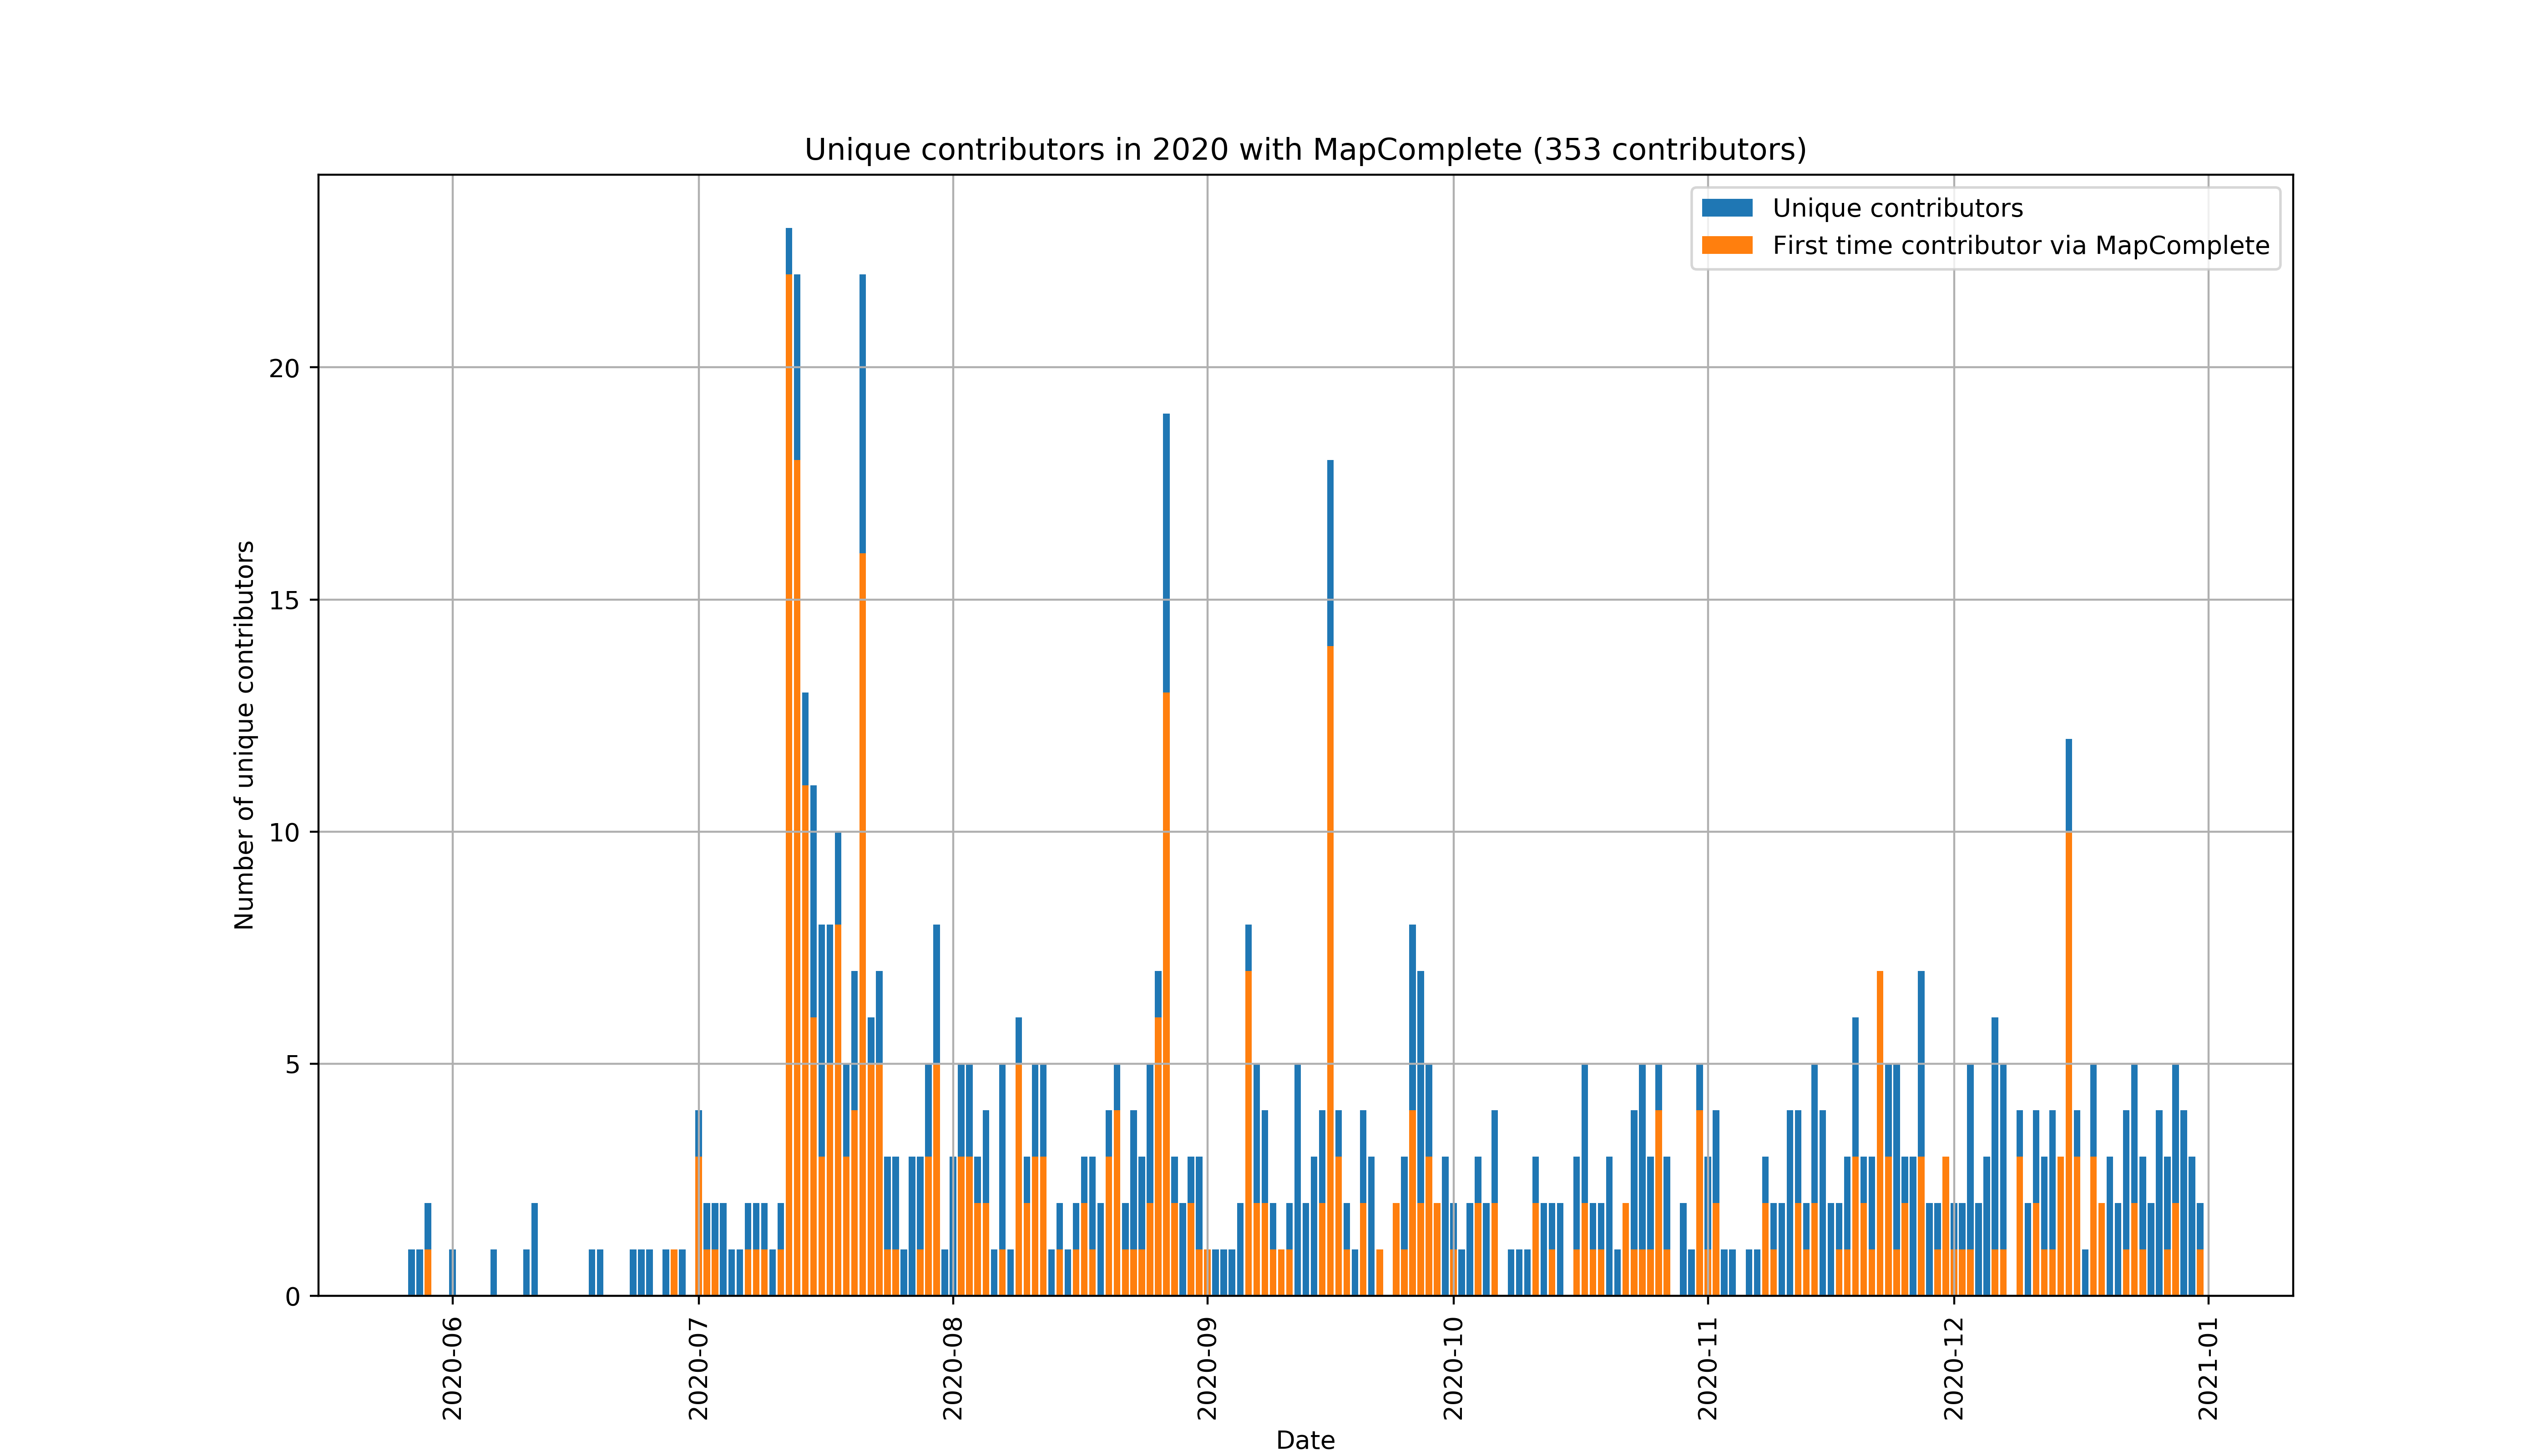 Unique contributors in 2020 with MapComplete (353 contributors)
Unique contributors
First time contributor via MapComplete
Number of unique contributors
20
15
10
5
0
2020-06
2020-07
2020-08
2020-09
2020-10
2020-11
2020-12
2021-01
Date